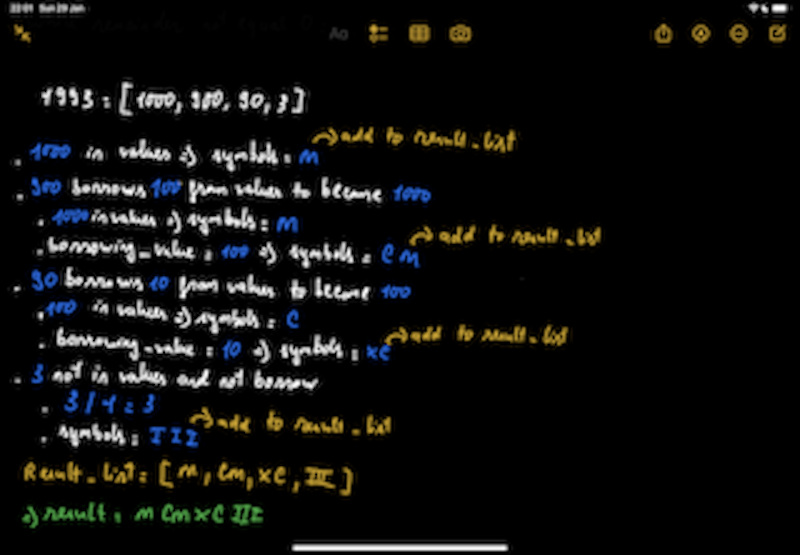 22:01 Sun 29 Jan
Aa
1993 = [1000, 900, 90, 3]
. 1000 in values => symbols = M -> add to result_list
. 900 borrows 100 from values to become 1000
. 1000 in values => symbols = M
. borrowing_value = 100 => symbols = CM -> add to result_list
. 90 borrows 10 from values to become 100
. 100 in values => symbols = C
. borrowing_value = 10 => symbols = XC -> add to result_list
. 3 not in values and not borrow
. 3 / 1 = 3
. symbols = III -> add to result_list
Result_list = [M, CM, XC, III]
=> result = M CM XC III